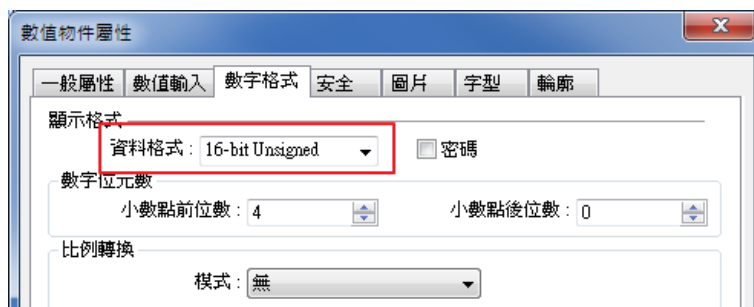 數值物件屬性
一般屬性 數值輸入 數字格式 安全 圖片 字型 輪廓
顯示格式
資料格式 : 16-bit Unsigned 密碼
數字位元數
小數點前位數 : 4 小數點後位數 : 0
比例轉換
模式 : 無